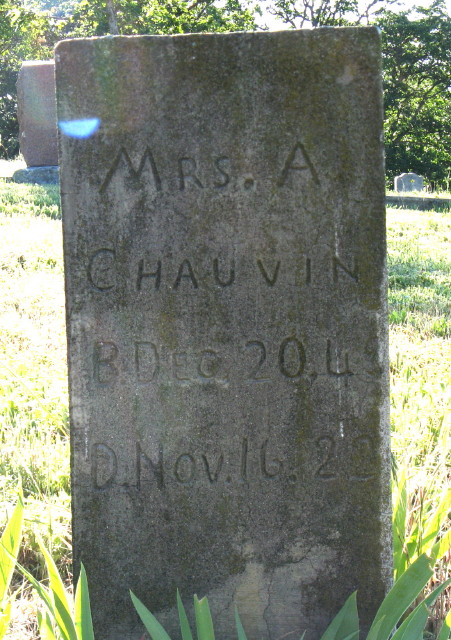 MRS. A.
CHAUVIN
B DEC. 20.4
D. NOV. 16. 22